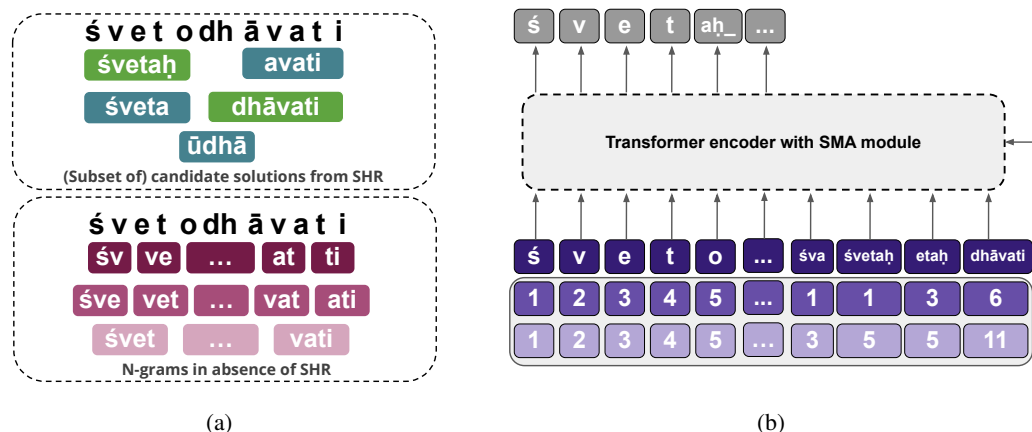 ś v e t o dh ā v a t i
śvetaḥ avati
śveta dhāvati
ūdhā
(Subset of) candidate solutions from SHR
ś v e t o dh ā v a t i
śv ve ... at ti
śve vet ... vat ati
śvet ... vati
N-grams in absence of SHR
(a)
ś v e t aḥ_ ...
Transformer encoder with SMA module
ś v e t o ... śva śvetaḥ etaḥ dhāvati
1 2 3 4 5 ... 1 1 3 6
1 2 3 4 5 ... 3 5 5 11
(b)